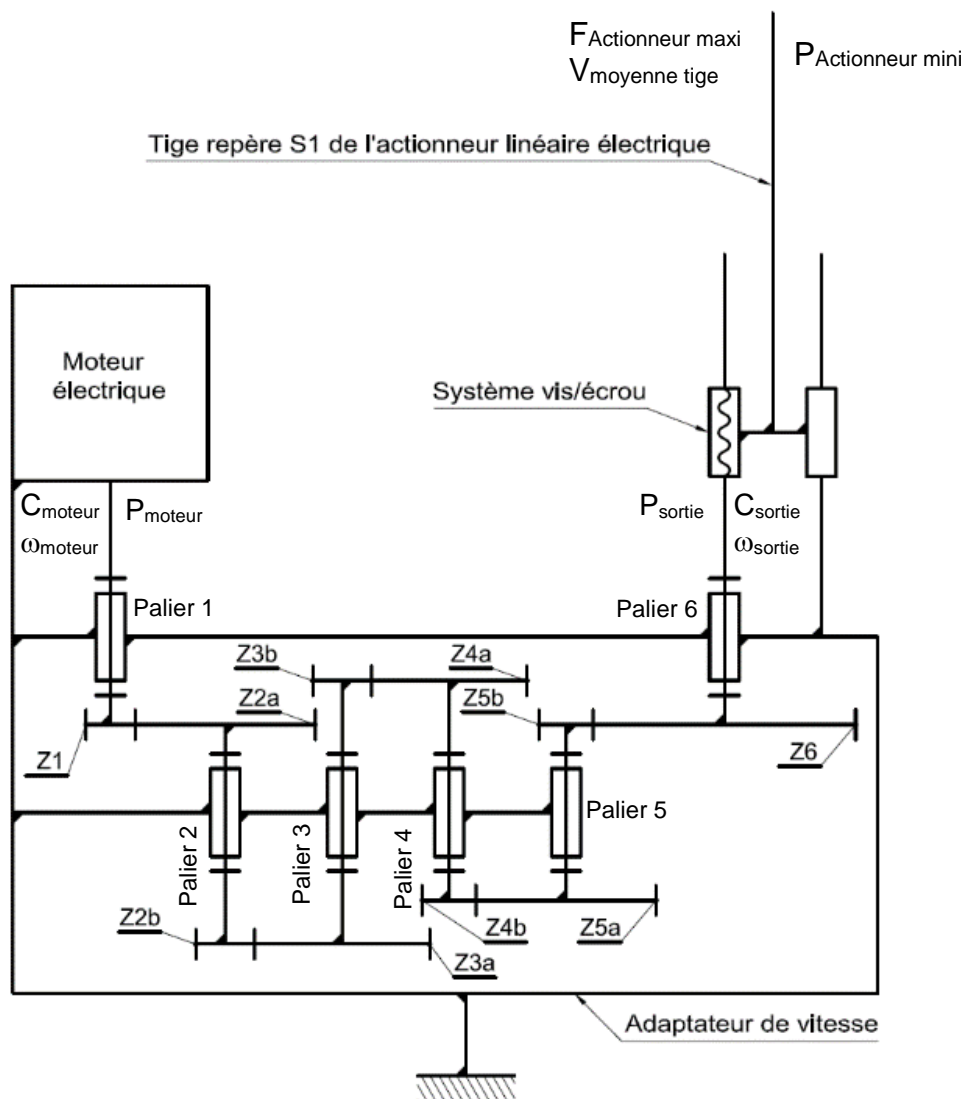 FActionneur maxi
Vmoyenne tige
PActionneur mini
Tige repère S1 de l'actionneur linéaire électrique
Moteur
électrique
Système vis/écrou
Cmoteur
ωmoteur
Pmoteur
Psortie
Csortie
ωsortie
Palier 1
Palier 6
Z3b
Z4a
Z2a
Z5b
Z1
Z6
Palier 2
Palier 3
Palier 4
Palier 5
Z2b
Z3a
Z4b
Z5a
Adaptateur de vitesse